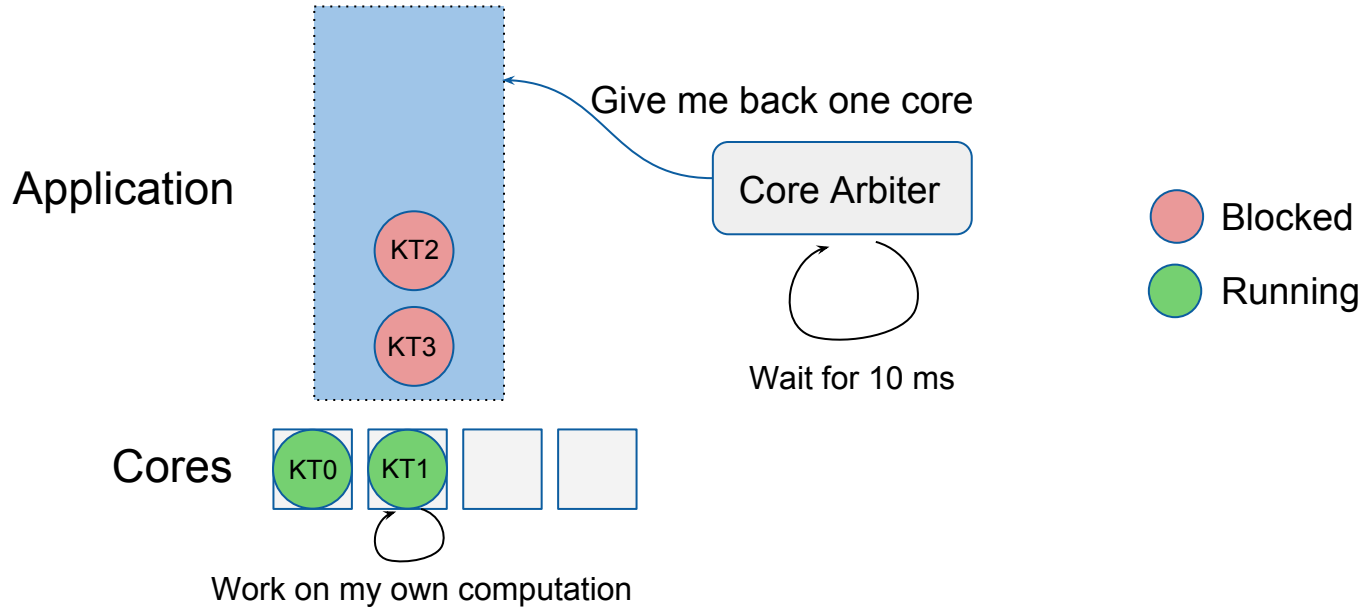 Give me back one core
Application
Core Arbiter
Blocked
KT2
Running
KT3
Wait for 10 ms
Cores
KT0
KT1
Work on my own computation